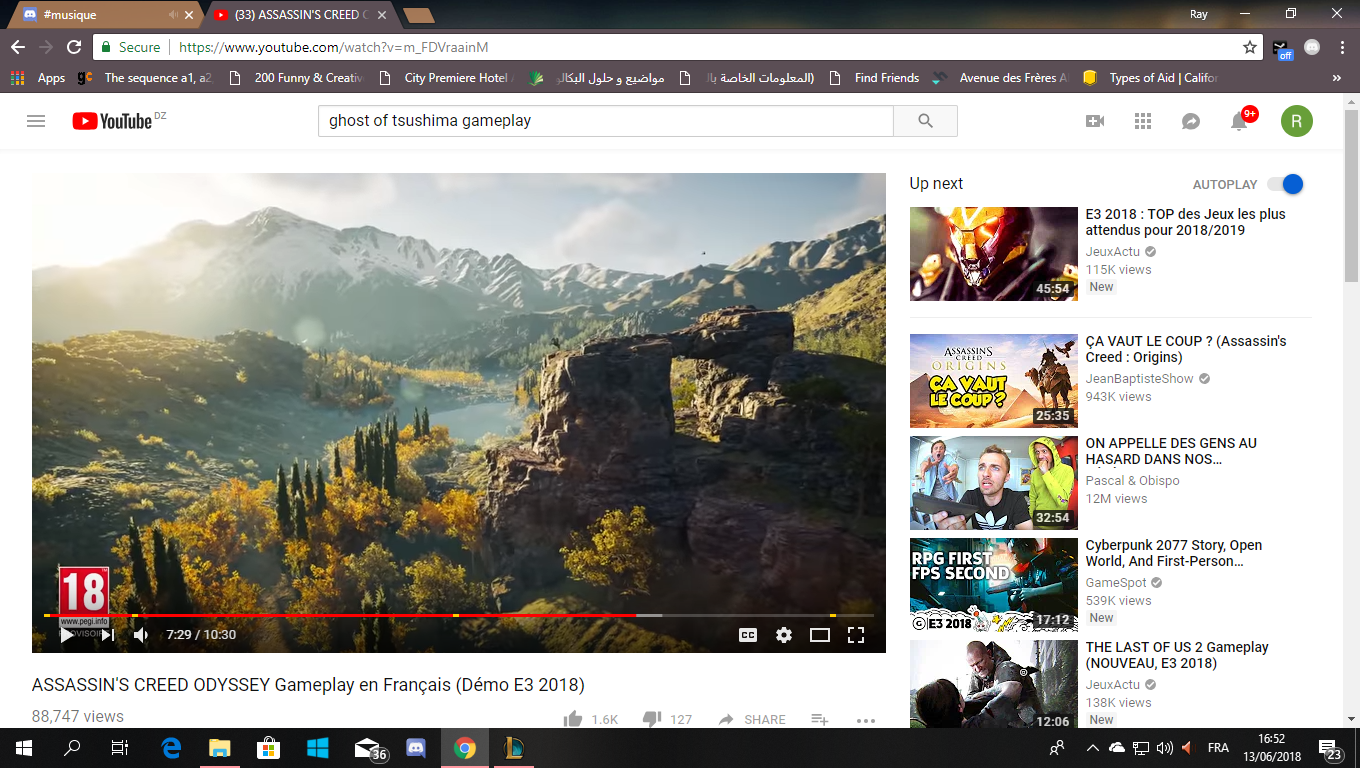 #musique
(33) ASSASSIN'S CREED O
Ray
Secure
https://www.youtube.com/watch?v=m_FDVraainM
off
Apps
The sequence a1, a2,
200 Funny & Creativ
City Premiere Hotel
مواضيع و حلول البكالو
(المعلومات الخاصة بال
Find Friends
Avenue des Frères A
Types of Aid | Califor
»
YouTube DZ
ghost of tsushima gameplay
9+
R
18
www.pegi.info
7:29 / 10:30
CC
ASSASSIN'S CREED ODYSSEY Gameplay en Français (Démo E3 2018)
88,747 views
1.6K
127
SHARE
Up next
AUTOPLAY
45:54
E3 2018 : TOP des Jeux les plus
attendus pour 2018/2019
JeuxActu
115K views
New
ASSASSIN'S
CREED
ORIGINS
ÇA VAUT
LE COUP ?
25:35
ÇA VAUT LE COUP ? (Assassin's
Creed : Origins)
JeanBaptisteShow
943K views
32:54
ON APPELLE DES GENS AU
HASARD DANS NOS...
Pascal & Obispo
12M views
RPG FIRST
FPS SECOND
E3 2018
17:12
Cyberpunk 2077 Story, Open
World, And First-Person...
GameSpot
539K views
New
12:06
THE LAST OF US 2 Gameplay
(NOUVEAU, E3 2018)
JeuxActu
138K views
New
36
FRA
16:52
13/06/2018
23